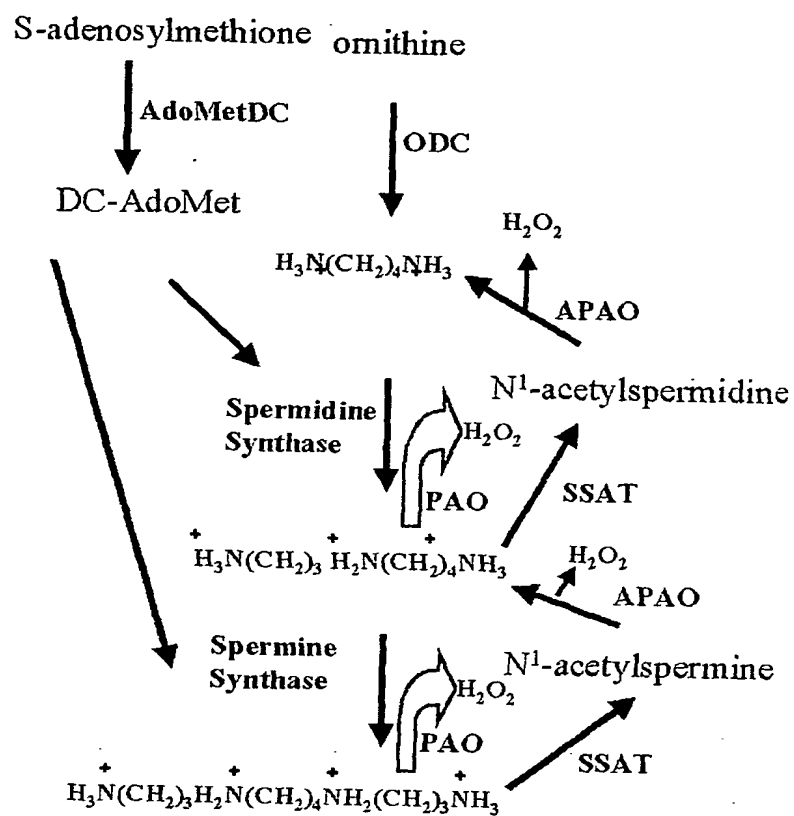 S-adenosylmethione ornithine
AdoMetDC
ODC
DC-AdoMet
H₂O₂
H₃N(CH₂)₄NH₃
+ +
APAO
N¹-acetylspermidine
Spermidine
Synthase
H₂O₂
PAO
SSAT
+ + +
H₃N(CH₂)₃ H₂N(CH₂)₄NH₃
H₂O₂
APAO
Spermine
Synthase
N¹-acetylspermine
H₂O₂
PAO
SSAT
+ + + +
H₃N(CH₂)₃H₂N(CH₂)₄NH₂(CH₂)₃NH₃